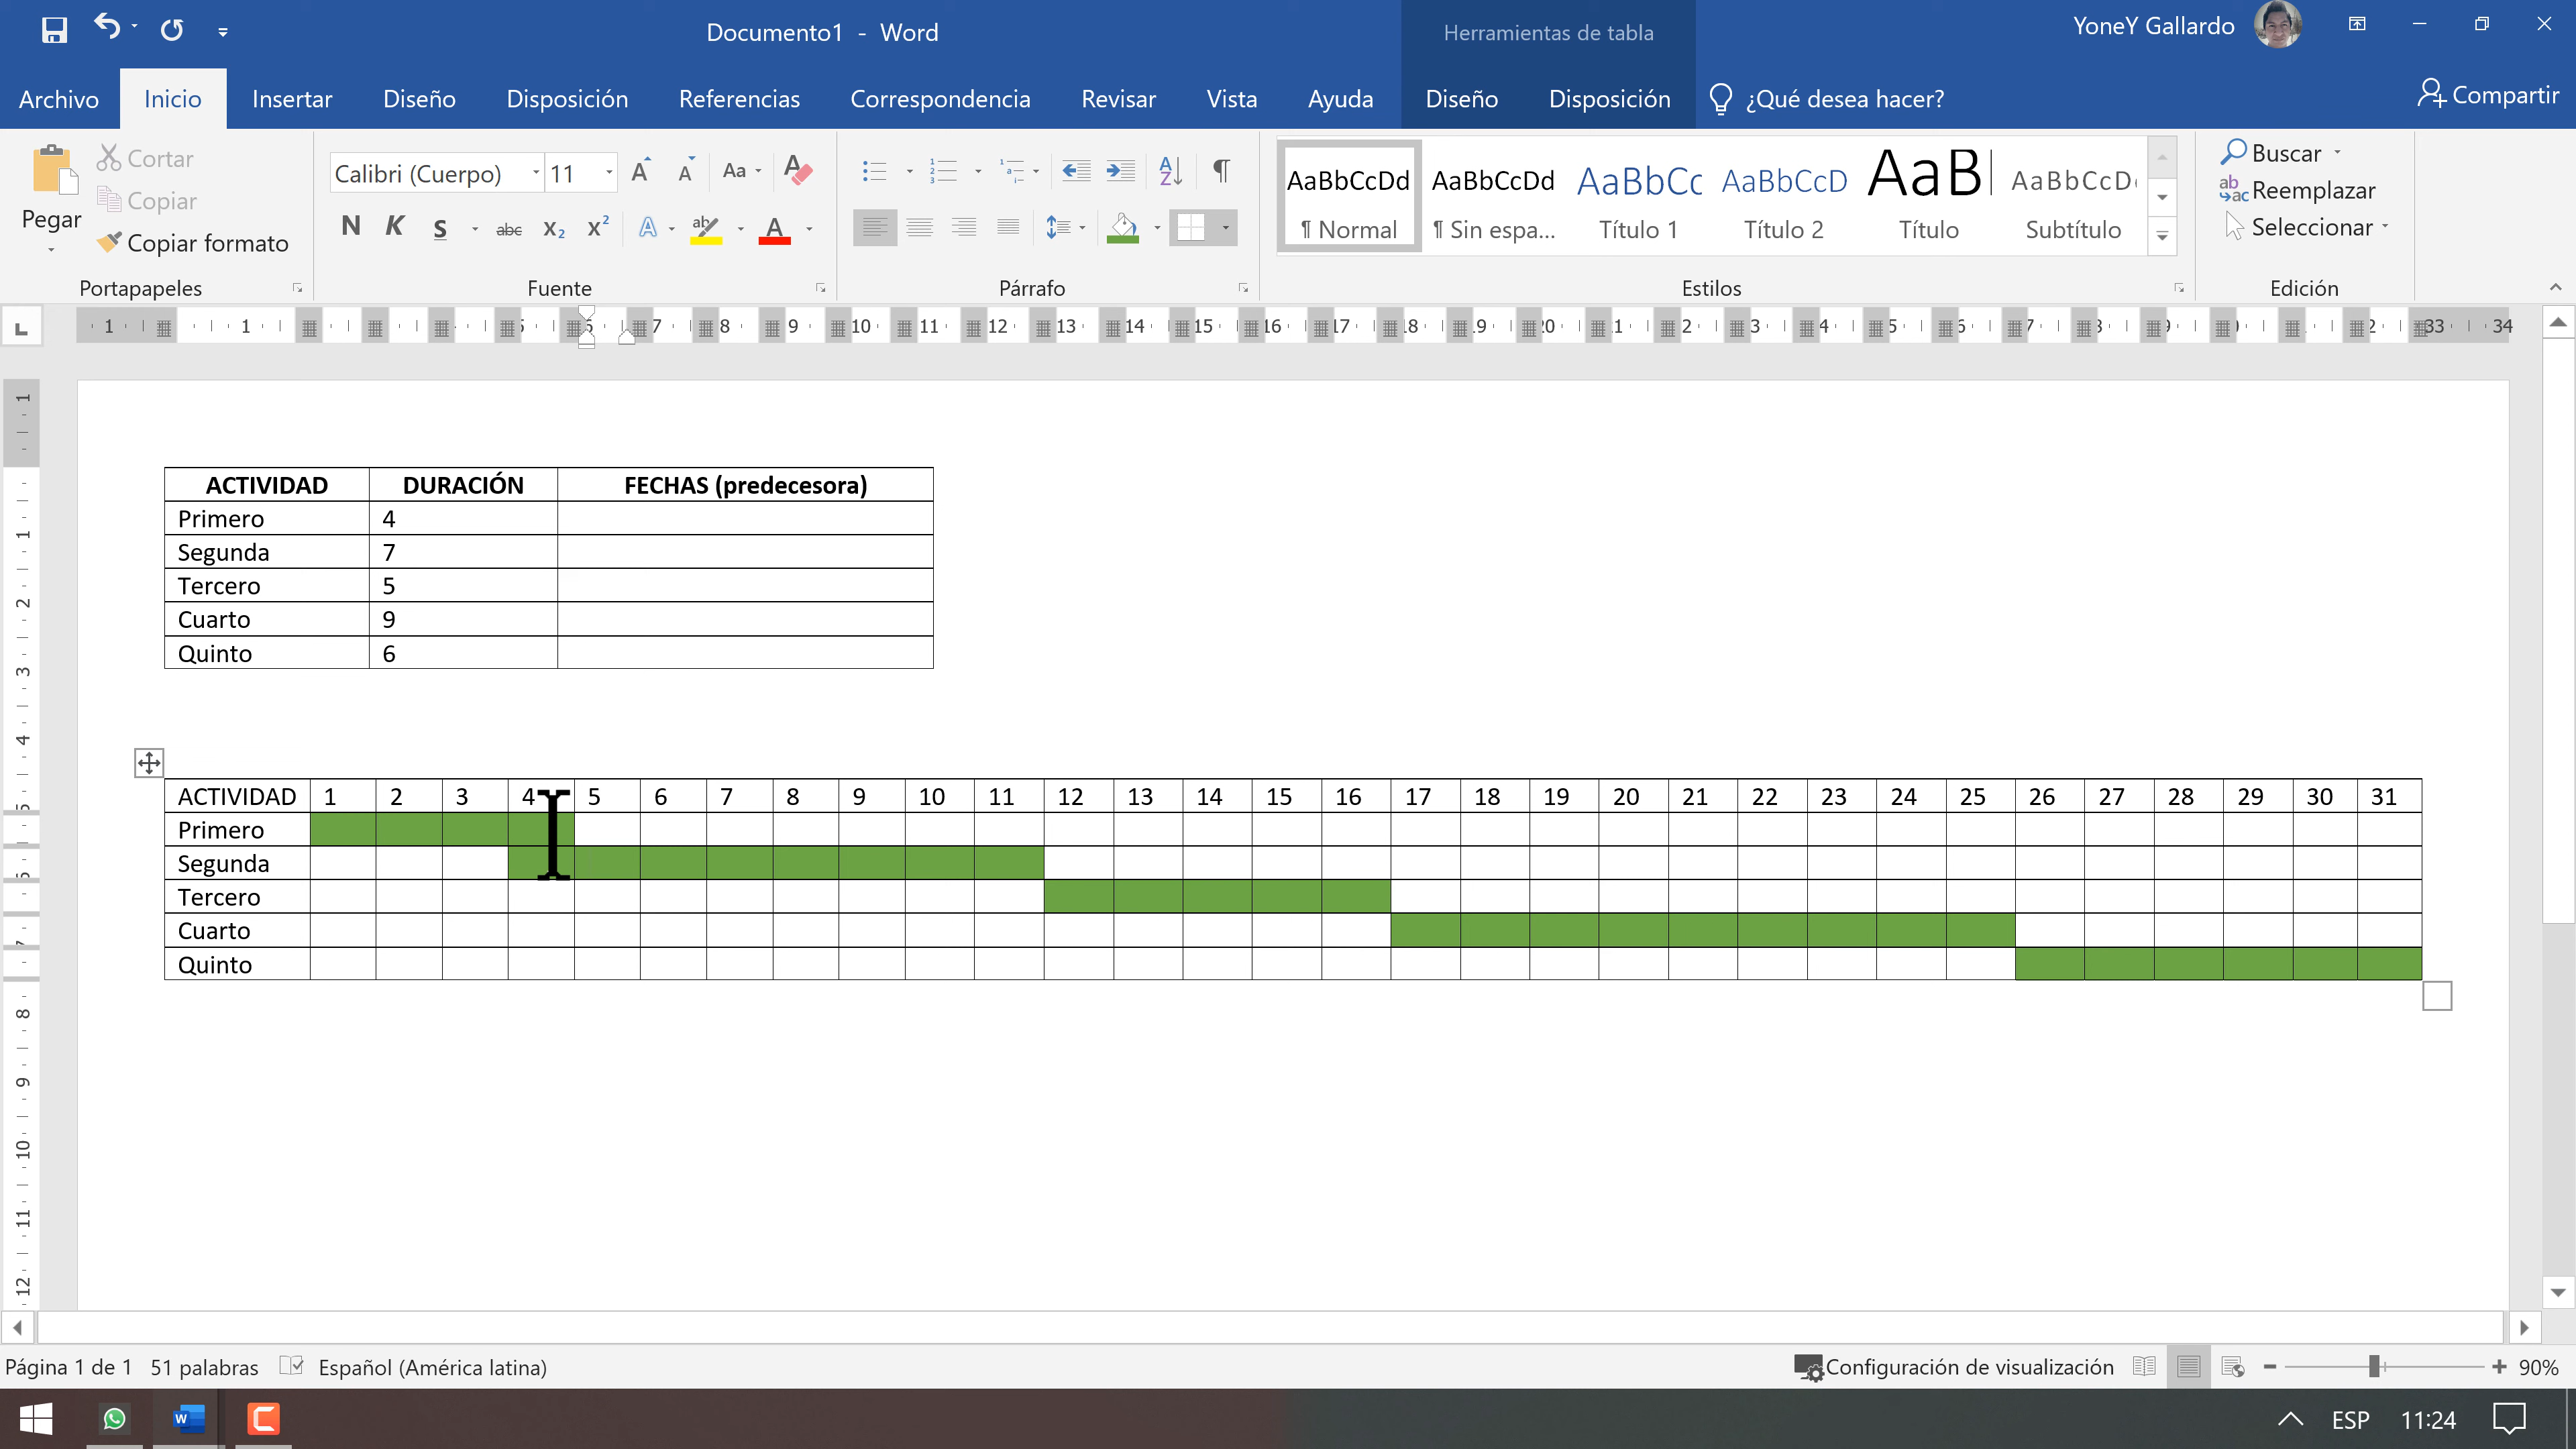 Documento1 - Word
Herramientas de tabla
YoneY Gallardo
Archivo Inicio Insertar Diseño Disposición Referencias Correspondencia Revisar Vista Ayuda Diseño Disposición ¿Qué desea hacer? Compartir
Pegar
Cortar
Copiar
Copiar formato
Portapapeles
Calibri (Cuerpo) 11
N K S abc X₂ X²
Fuente
Párrafo
AaBbCcDd AaBbCcDd AaBbCc AaBbCcD AaB AaBbCcD
¶ Normal ¶ Sin espa... Título 1 Título 2 Título Subtítulo
Estilos
Buscar
Reemplazar
Seleccionar
Edición
ACTIVIDAD DURACIÓN FECHAS (predecesora)
Primero 4
Segunda 7
Tercero 5
Cuarto 9
Quinto 6
ACTIVIDAD 1 2 3 4 5 6 7 8 9 10 11 12 13 14 15 16 17 18 19 20 21 22 23 24 25 26 27 28 29 30 31
Primero
Segunda
Tercero
Cuarto
Quinto
Página 1 de 1 51 palabras Español (América latina) Configuración de visualización 90%
ESP 11:24